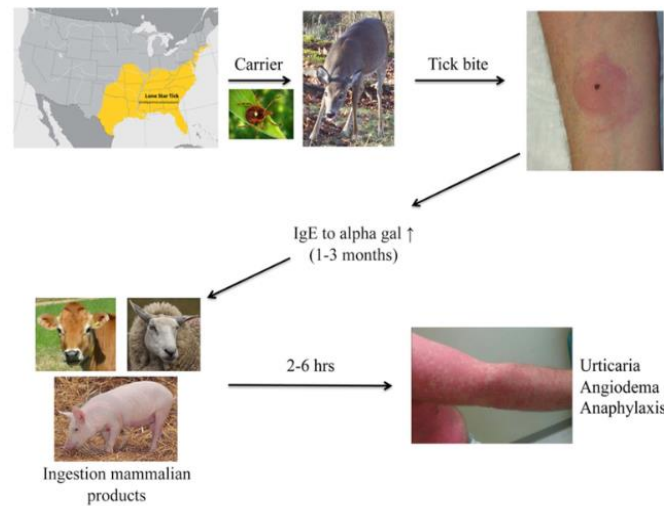 Lone Star Tick
Carrier
Tick bite
IgE to alpha gal ↑
(1-3 months)
2-6 hrs
Urticaria
Angiodema
Anaphylaxis
Ingestion mammalian
products